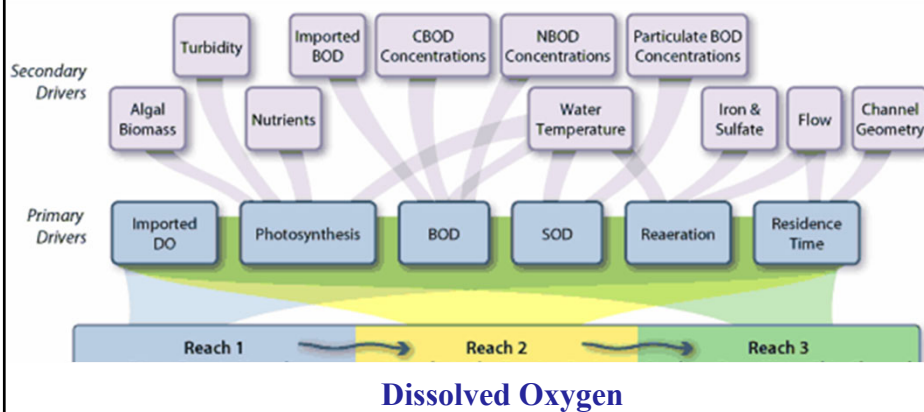 Secondary
Drivers
Turbidity
Imported
BOD
CBOD
Concentrations
NBOD
Concentrations
Particulate BOD
Concentrations
Algal
Biomass
Nutrients
Water
Temperature
Iron &
Sulfate
Flow
Channel
Geometry
Primary
Drivers
Imported
DO
Photosynthesis
BOD
SOD
Reaeration
Residence
Time
Reach 1
Reach 2
Reach 3
Dissolved Oxygen